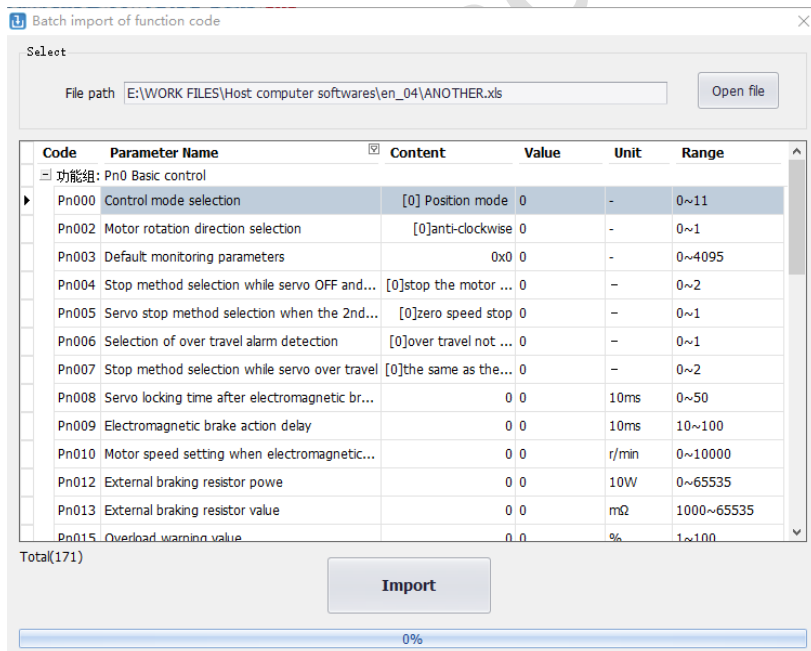 Batch import of function code
Select
File path E:\WORK FILES\Host computer softwares\en_04\ANOTHER.xls Open file
Code Parameter Name Content Value Unit Range
功能组: Pn0 Basic control
Pn000 Control mode selection [0] Position mode 0 - 0~11
Pn002 Motor rotation direction selection [0]anti-clockwise 0 - 0~1
Pn003 Default monitoring parameters 0x0 0 - 0~4095
Pn004 Stop method selection while servo OFF and... [0]stop the motor ... 0 – 0~2
Pn005 Servo stop method selection when the 2nd... [0]zero speed stop 0 – 0~1
Pn006 Selection of over travel alarm detection [0]over travel not ... 0 – 0~1
Pn007 Stop method selection while servo over travel [0]the same as the... 0 – 0~2
Pn008 Servo locking time after electromagnetic br... 0 0 10ms 0~50
Pn009 Electromagnetic brake action delay 0 0 10ms 10~100
Pn010 Motor speed setting when electromagnetic... 0 0 r/min 0~10000
Pn012 External braking resistor powe 0 0 10W 0~65535
Pn013 External braking resistor value 0 0 mΩ 1000~65535
Pn015 Overload warning value 0 0 % 1~100
Total(171)
Import
0%